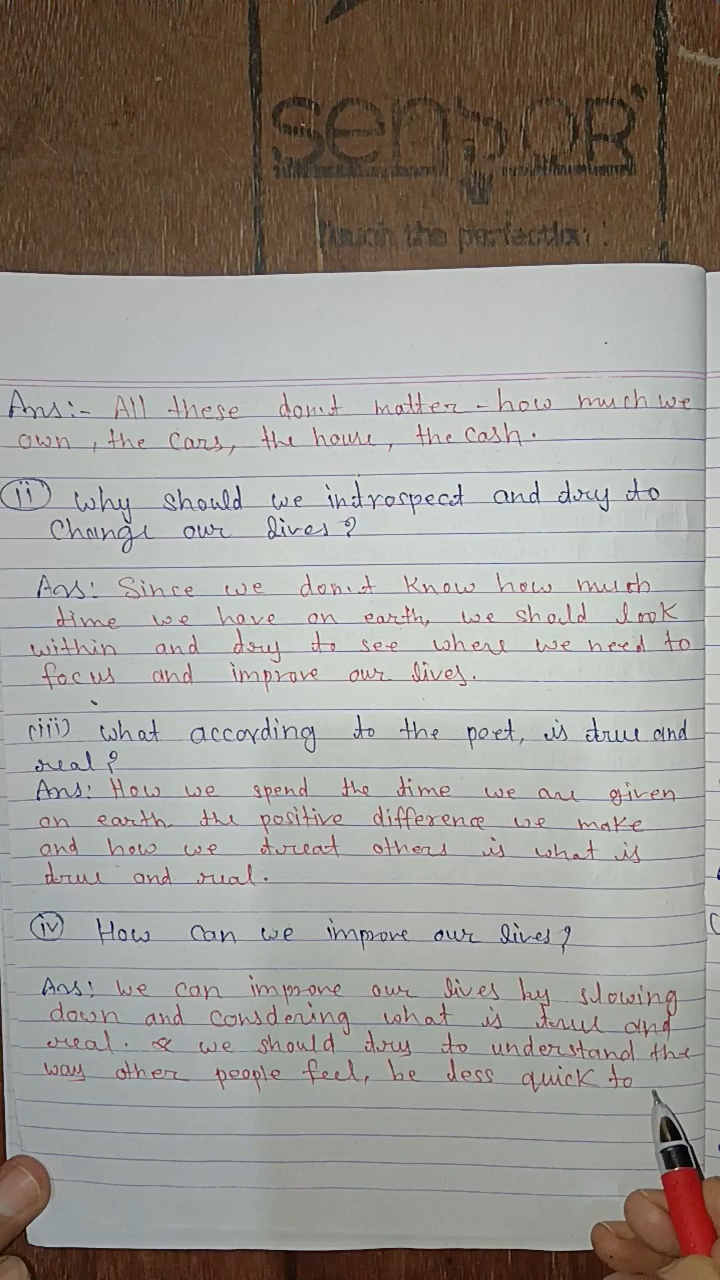 sensor
Touch the perfection!
Ans:- All these don't matter - how much we
own, the cars, the house, the cash.
(ii) Why should we introspect and try to
Change our lives?
Ans: Since we don't know how much
time we have on earth, we should look
within and try to see where we need to
focus and improve our lives.
(iii) What according to the poet, is true and
real?
Ans: How we spend the time we are given
on earth the positive difference we make
and how we treat others is what is
true and real.
(iv) How can we improve our lives?
Ans: we can improve our lives by slowing
down and consdering what is true and
real. & we should try to understand the
way other people feel, be less quick to